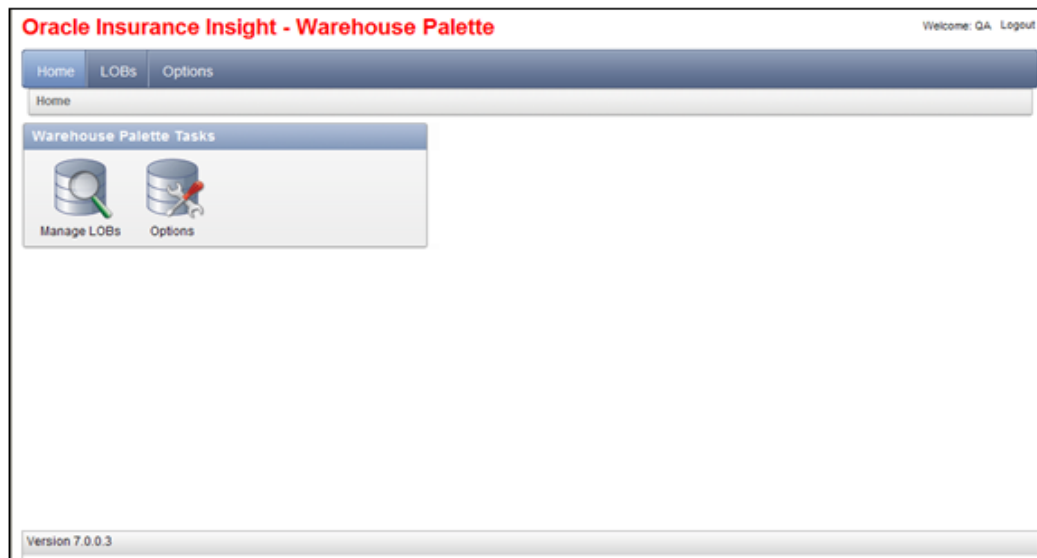 Oracle Insurance Insight - Warehouse Palette
Welcome: QA Logout
Home LOBs Options
Home
Warehouse Palette Tasks
Manage LOBs Options
Version 7.0.0.3